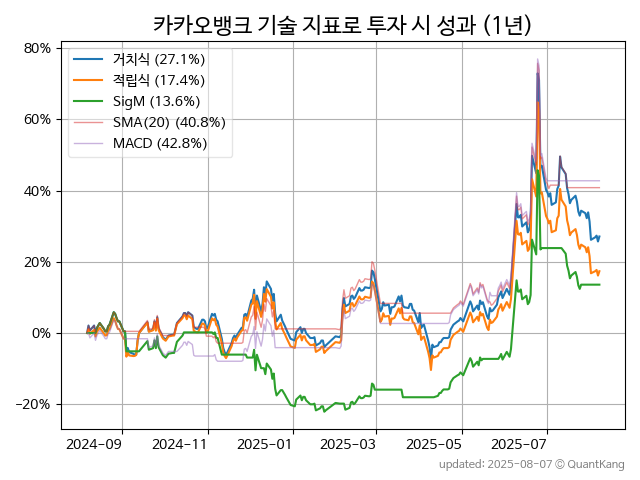 카카오뱅크 기술 지표로 투자 시 성과 (1년)
80%
60%
40%
20%
0%
−20%
거치식 (27.1%)
적립식 (17.4%)
SigM (13.6%)
SMA(20) (40.8%)
MACD (42.8%)
2024-09
2024-11
2025-01
2025-03
2025-05
2025-07
updated: 2025-08-07 © QuantKang